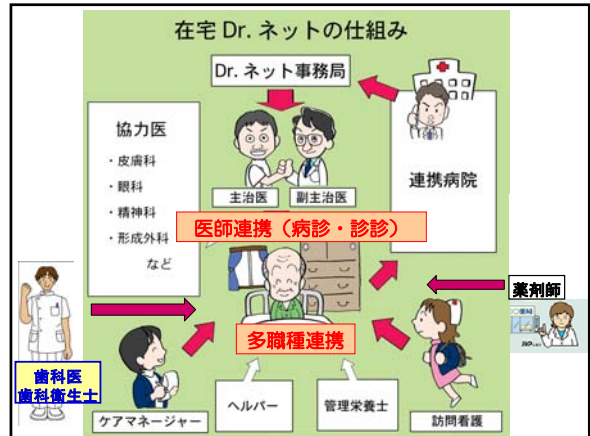 在宅 Dr. ネットの仕組み
Dr. ネット事務局
協力医
・皮膚科
・眼科
・精神科
・形成外科
など
連携病院
主治医
副主治医
医師連携（病診・診診）
薬剤師
多職種連携
歯科医
歯科衛生士
ケアマネージャー
ヘルパー
管理栄養士
訪問看護